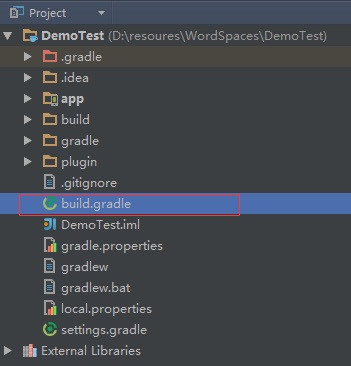 Project
DemoTest (D:\resoures\WordSpaces\DemoTest)
.gradle
.idea
app
build
gradle
plugin
.gitignore
build.gradle
DemoTest.iml
gradle.properties
gradlew
gradlew.bat
local.properties
settings.gradle
External Libraries